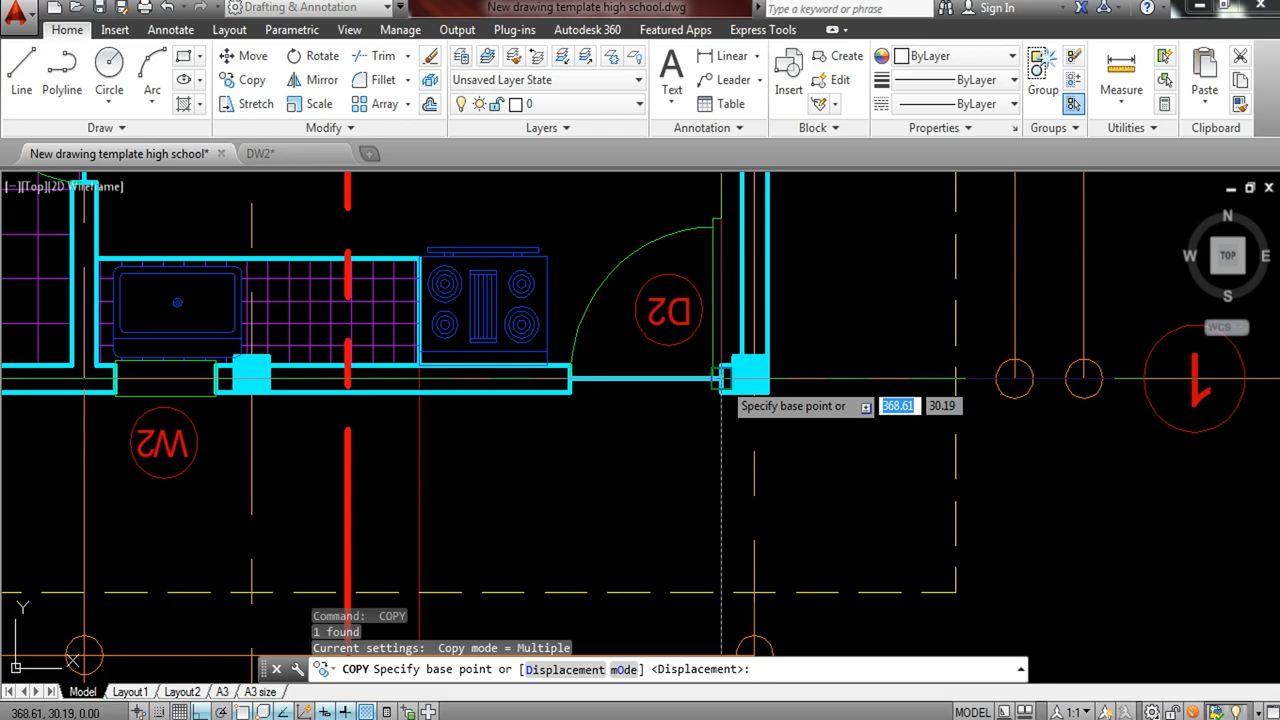 Drafting & Annotation
New drawing template high school.dwg
Type a keyword or phrase
Sign In
Home
Insert
Annotate
Layout
Parametric
View
Manage
Output
Plug-ins
Autodesk 360
Featured Apps
Express Tools
Line
Polyline
Circle
Arc
Move
Rotate
Trim
Copy
Mirror
Fillet
Stretch
Scale
Array
Unsaved Layer State
0
Text
Linear
Leader
Table
Insert
Create
Edit
ByLayer
ByLayer
ByLayer
Group
Measure
Paste
Draw
Modify
Layers
Annotation
Block
Properties
Groups
Utilities
Clipboard
New drawing template high school*
DW2*
[−][Top][2D Wireframe]
N
W
TOP
E
S
WCS
D2
1
Specify base point or
368.61
30.19
W2
Y
X
Command: COPY
1 found
Current settings: Copy mode = Multiple
COPY Specify base point or [Displacement mOde] <Displacement>:
Model
Layout1
Layout2
A3
A3 size
368.61, 30.19, 0.00
MODEL
1:1